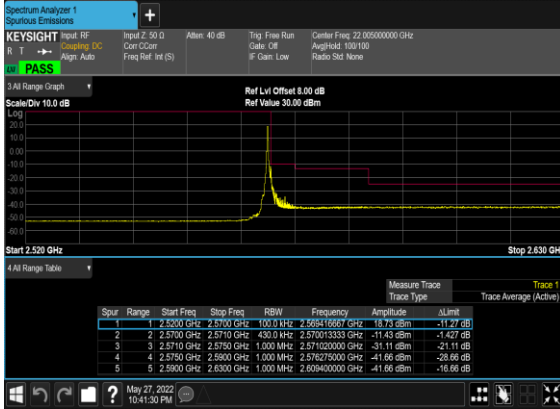 Spectrum Analyzer 1
Spurious Emissions
+
KEYSIGHT Input: RF Input Z: 50 Ω Atten: 40 dB Trig: Free Run Center Freq: 22.005000000 GHz
R T Coupling: DC Corr CCorr Gate: Off Avg|Hold: 100/100
Align: Auto Freq Ref: Int (S) IF Gain: Low Radio Std: None
PASS
3 All Range Graph Ref Lvl Offset 8.00 dB
Scale/Div 10.0 dB Ref Value 30.00 dBm
Log
20.0
10.0
0.00
-10.0
-20.0
-30.0
-40.0
-50.0
-60.0
Start 2.520 GHz Stop 2.630 GH
4 All Range Table
Measure Trace Trace 1
Trace Type Trace Average (Active)
Spur Range Start Freq Stop Freq RBW Frequency Amplitude ΔLimit
1 1 2.5200 GHz 2.5700 GHz 100.0 kHz 2.569416667 GHz 18.73 dBm -11.27 dB
2 2 2.5700 GHz 2.5710 GHz 430.0 kHz 2.570013333 GHz -11.43 dBm -1.427 dB
3 3 2.5710 GHz 2.5750 GHz 1.000 MHz 2.571020000 GHz -31.11 dBm -21.11 dB
4 4 2.5750 GHz 2.5900 GHz 1.000 MHz 2.576275000 GHz -41.66 dBm -28.66 dB
5 5 2.5900 GHz 2.6300 GHz 1.000 MHz 2.609400000 GHz -41.66 dBm -16.66 dB
? May 27, 2022
10:41:30 PM